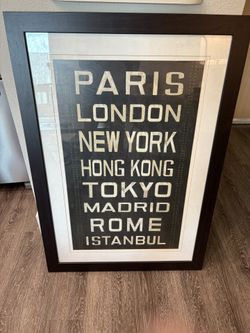 PARIS
LONDON
NEW YORK
HONG KONG
TOKYO
MADRID
ROME
ISTANBUL